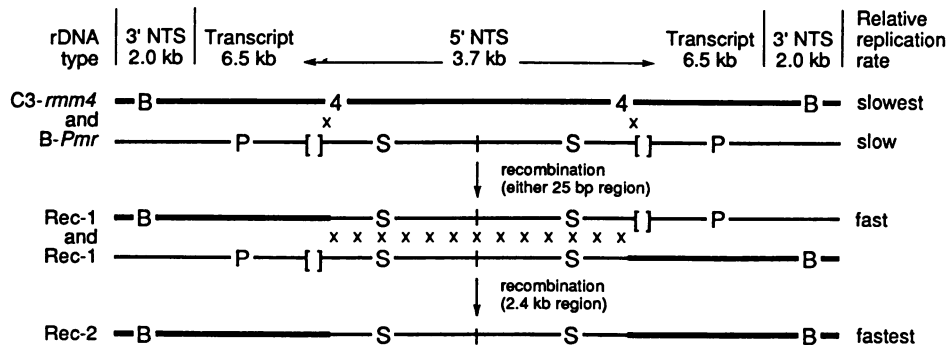 rDNA type 3' NTS 2.0 kb Transcript 6.5 kb 5' NTS 3.7 kb Transcript 6.5 kb 3' NTS 2.0 kb Relative replication rate
C3-rmm4 B 4 4 B slowest
and x x
B-Pmr P [ ] S S [ ] P slow
recombination
(either 25 bp region)
Rec-1 B S S [ ] P fast
and x x x x x x x x x x x x x
Rec-1 P [ ] S S B
recombination
(2.4 kb region)
Rec-2 B S S B fastest